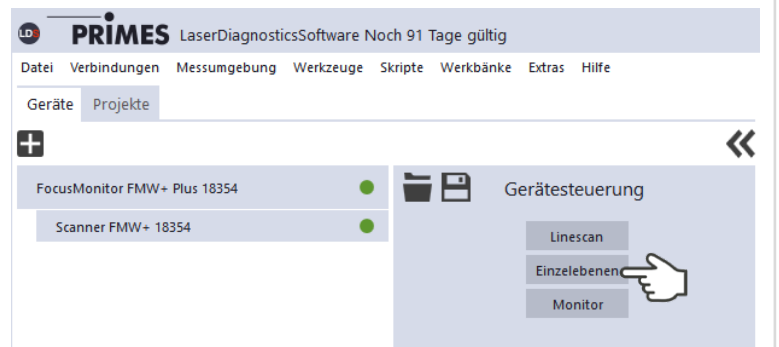 LDS PRIMES LaserDiagnosticsSoftware Noch 91 Tage gültig
Datei Verbindungen Messumgebung Werkzeuge Skripte Werkbänke Extras Hilfe
Geräte Projekte
FocusMonitor FMW+ Plus 18354
Scanner FMW+ 18354
Gerätesteuerung
Linescan
Einzelebenen
Monitor